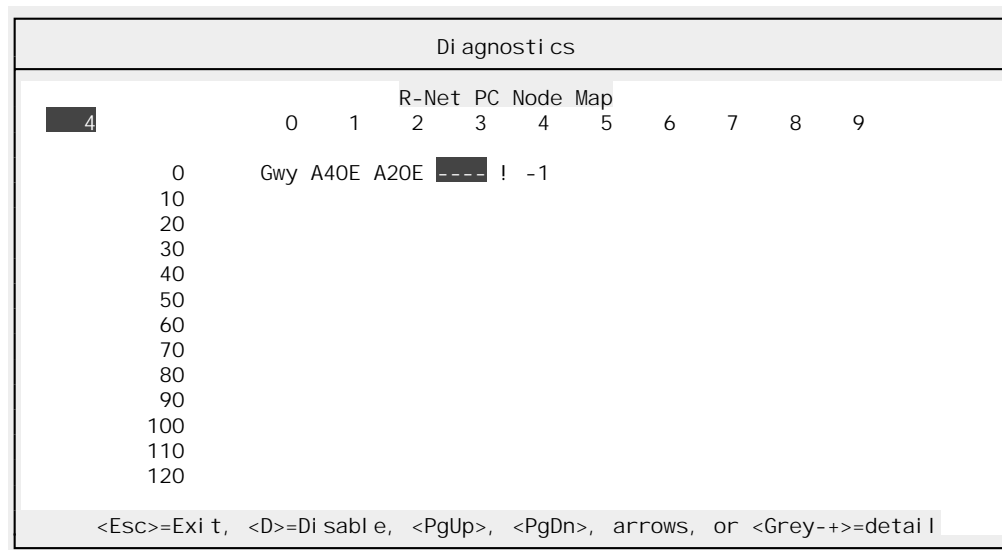 Diagnostics
R-Net PC Node Map
4 0 1 2 3 4 5 6 7 8 9
0 Gwy A40E A20E ---- ! -1
10
20
30
40
50
60
70
80
90
100
110
120
<Esc>=Exit, <D>=Disable, <PgUp>, <PgDn>, arrows, or <Grey-+>=detail